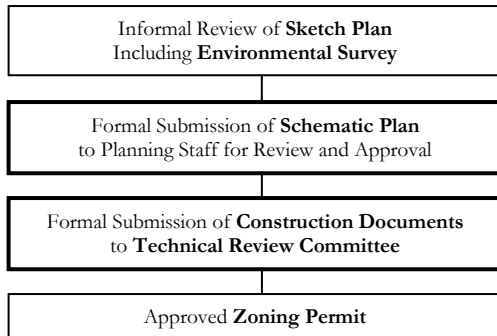 Informal Review of Sketch Plan
Including Environmental Survey
Formal Submission of Schematic Plan
to Planning Staff for Review and Approval
Formal Submission of Construction Documents
to Technical Review Committee
Approved Zoning Permit